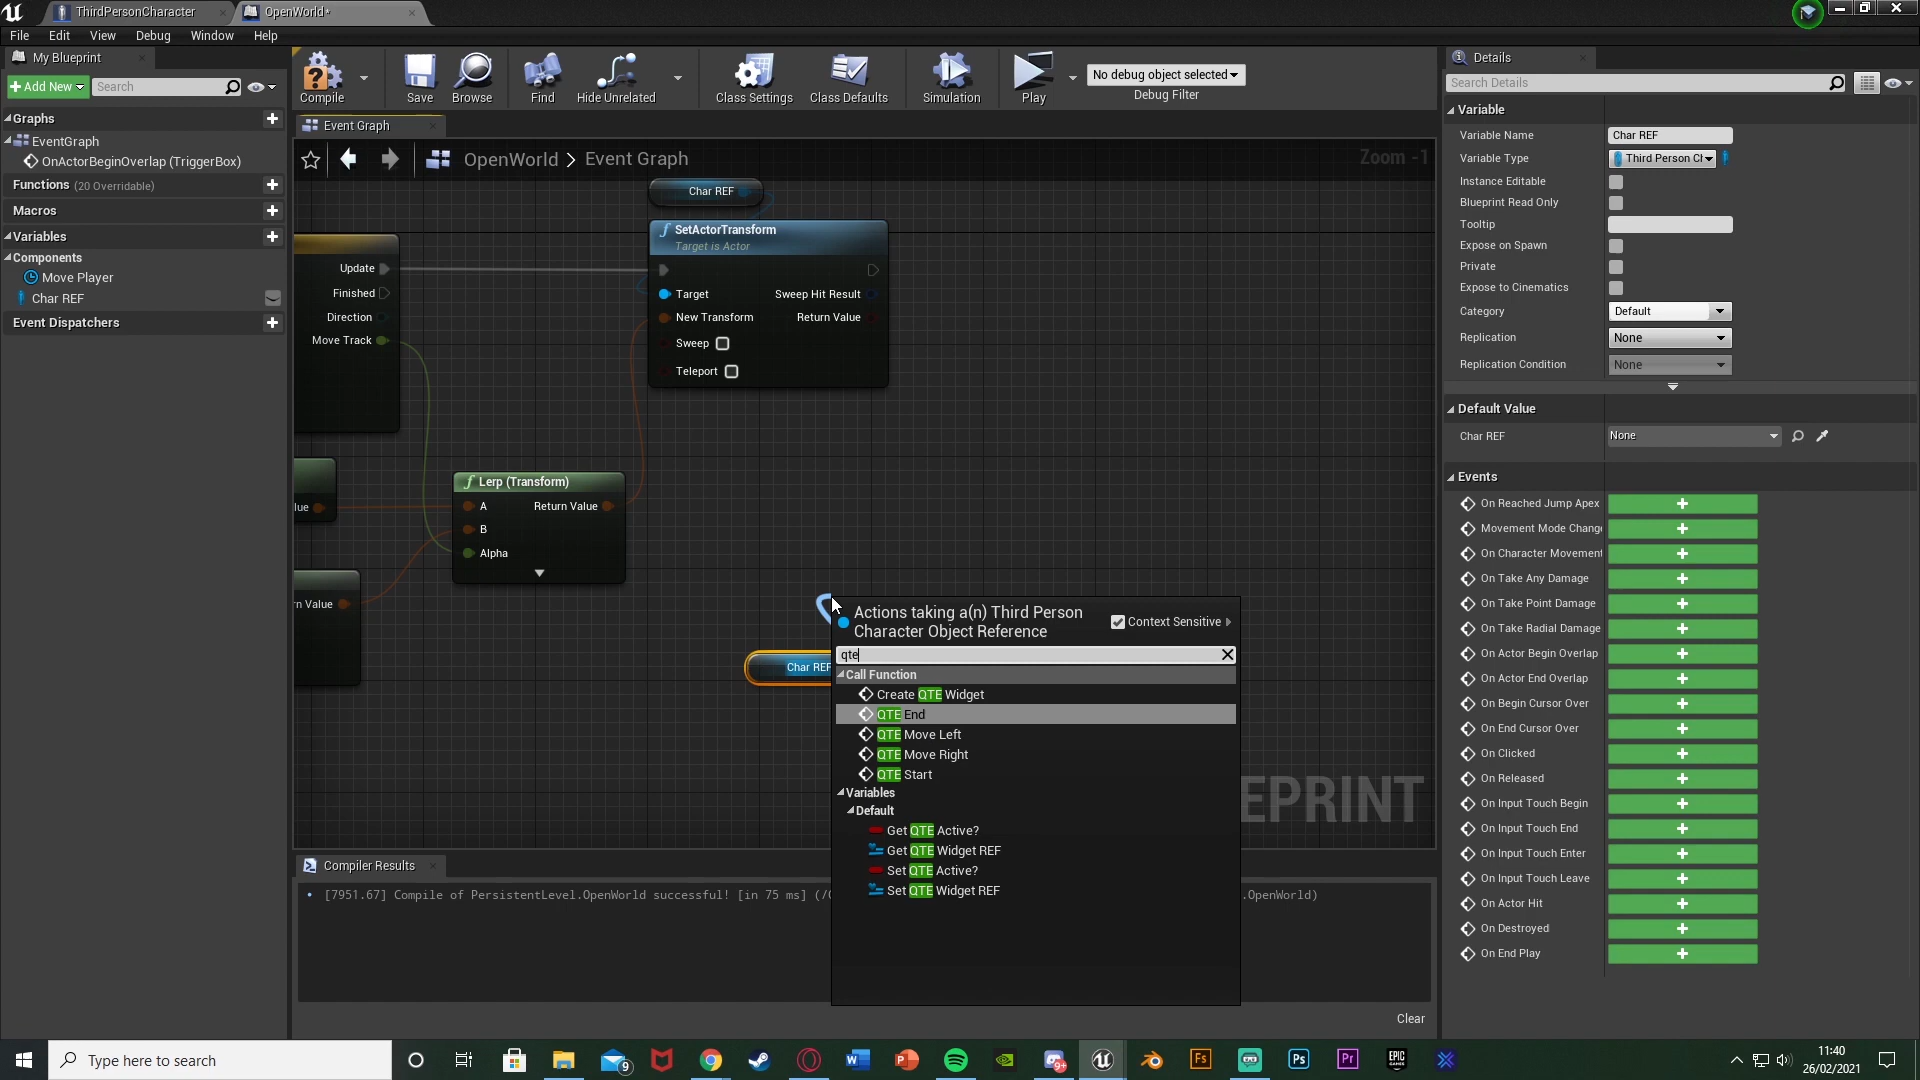 ThirdPersonCharacter
OpenWorld*
File Edit View Debug Window Help
My Blueprint
Add New
Search
Graphs
EventGraph
OnActorBeginOverlap (TriggerBox)
Functions (20 Overridable)
Macros
Variables
Components
Move Player
Char REF
Event Dispatchers
Compile
Save
Browse
Find
Hide Unrelated
Class Settings
Class Defaults
Simulation
Play
No debug object selected
Debug Filter
Event Graph
OpenWorld > Event Graph
Zoom -1
Char REF
SetActorTransform
Target is Actor
Target
New Transform
Sweep
Teleport
Sweep Hit Result
Return Value
Update
Finished
Direction
Move Track
lue
n Value
Lerp (Transform)
A
B
Alpha
Return Value
Char REF
EPRINT
Actions taking a(n) Third Person
Character Object Reference
Context Sensitive
qte
Call Function
Create QTE Widget
QTE End
QTE Move Left
QTE Move Right
QTE Start
Variables
Default
Get QTE Active?
Get QTE Widget REF
Set QTE Active?
Set QTE Widget REF
Compiler Results
[7951.67] Compile of PersistentLevel.OpenWorld successful! [in 75 ms] (/
.OpenWorld)
Clear
Details
Search Details
Variable
Variable Name Char REF
Variable Type Third Person Cl
Instance Editable
Blueprint Read Only
Tooltip
Expose on Spawn
Private
Expose to Cinematics
Category Default
Replication None
Replication Condition None
Default Value
Char REF None
Events
On Reached Jump Apex
Movement Mode Chang
On Character Movement
On Take Any Damage
On Take Point Damage
On Take Radial Damage
On Actor Begin Overlap
On Actor End Overlap
On Begin Cursor Over
On End Cursor Over
On Clicked
On Released
On Input Touch Begin
On Input Touch End
On Input Touch Enter
On Input Touch Leave
On Actor Hit
On Destroyed
On End Play
Type here to search
9
9+
Fs
Ps
Pr
EPIC
GAMES
11:40
26/02/2021